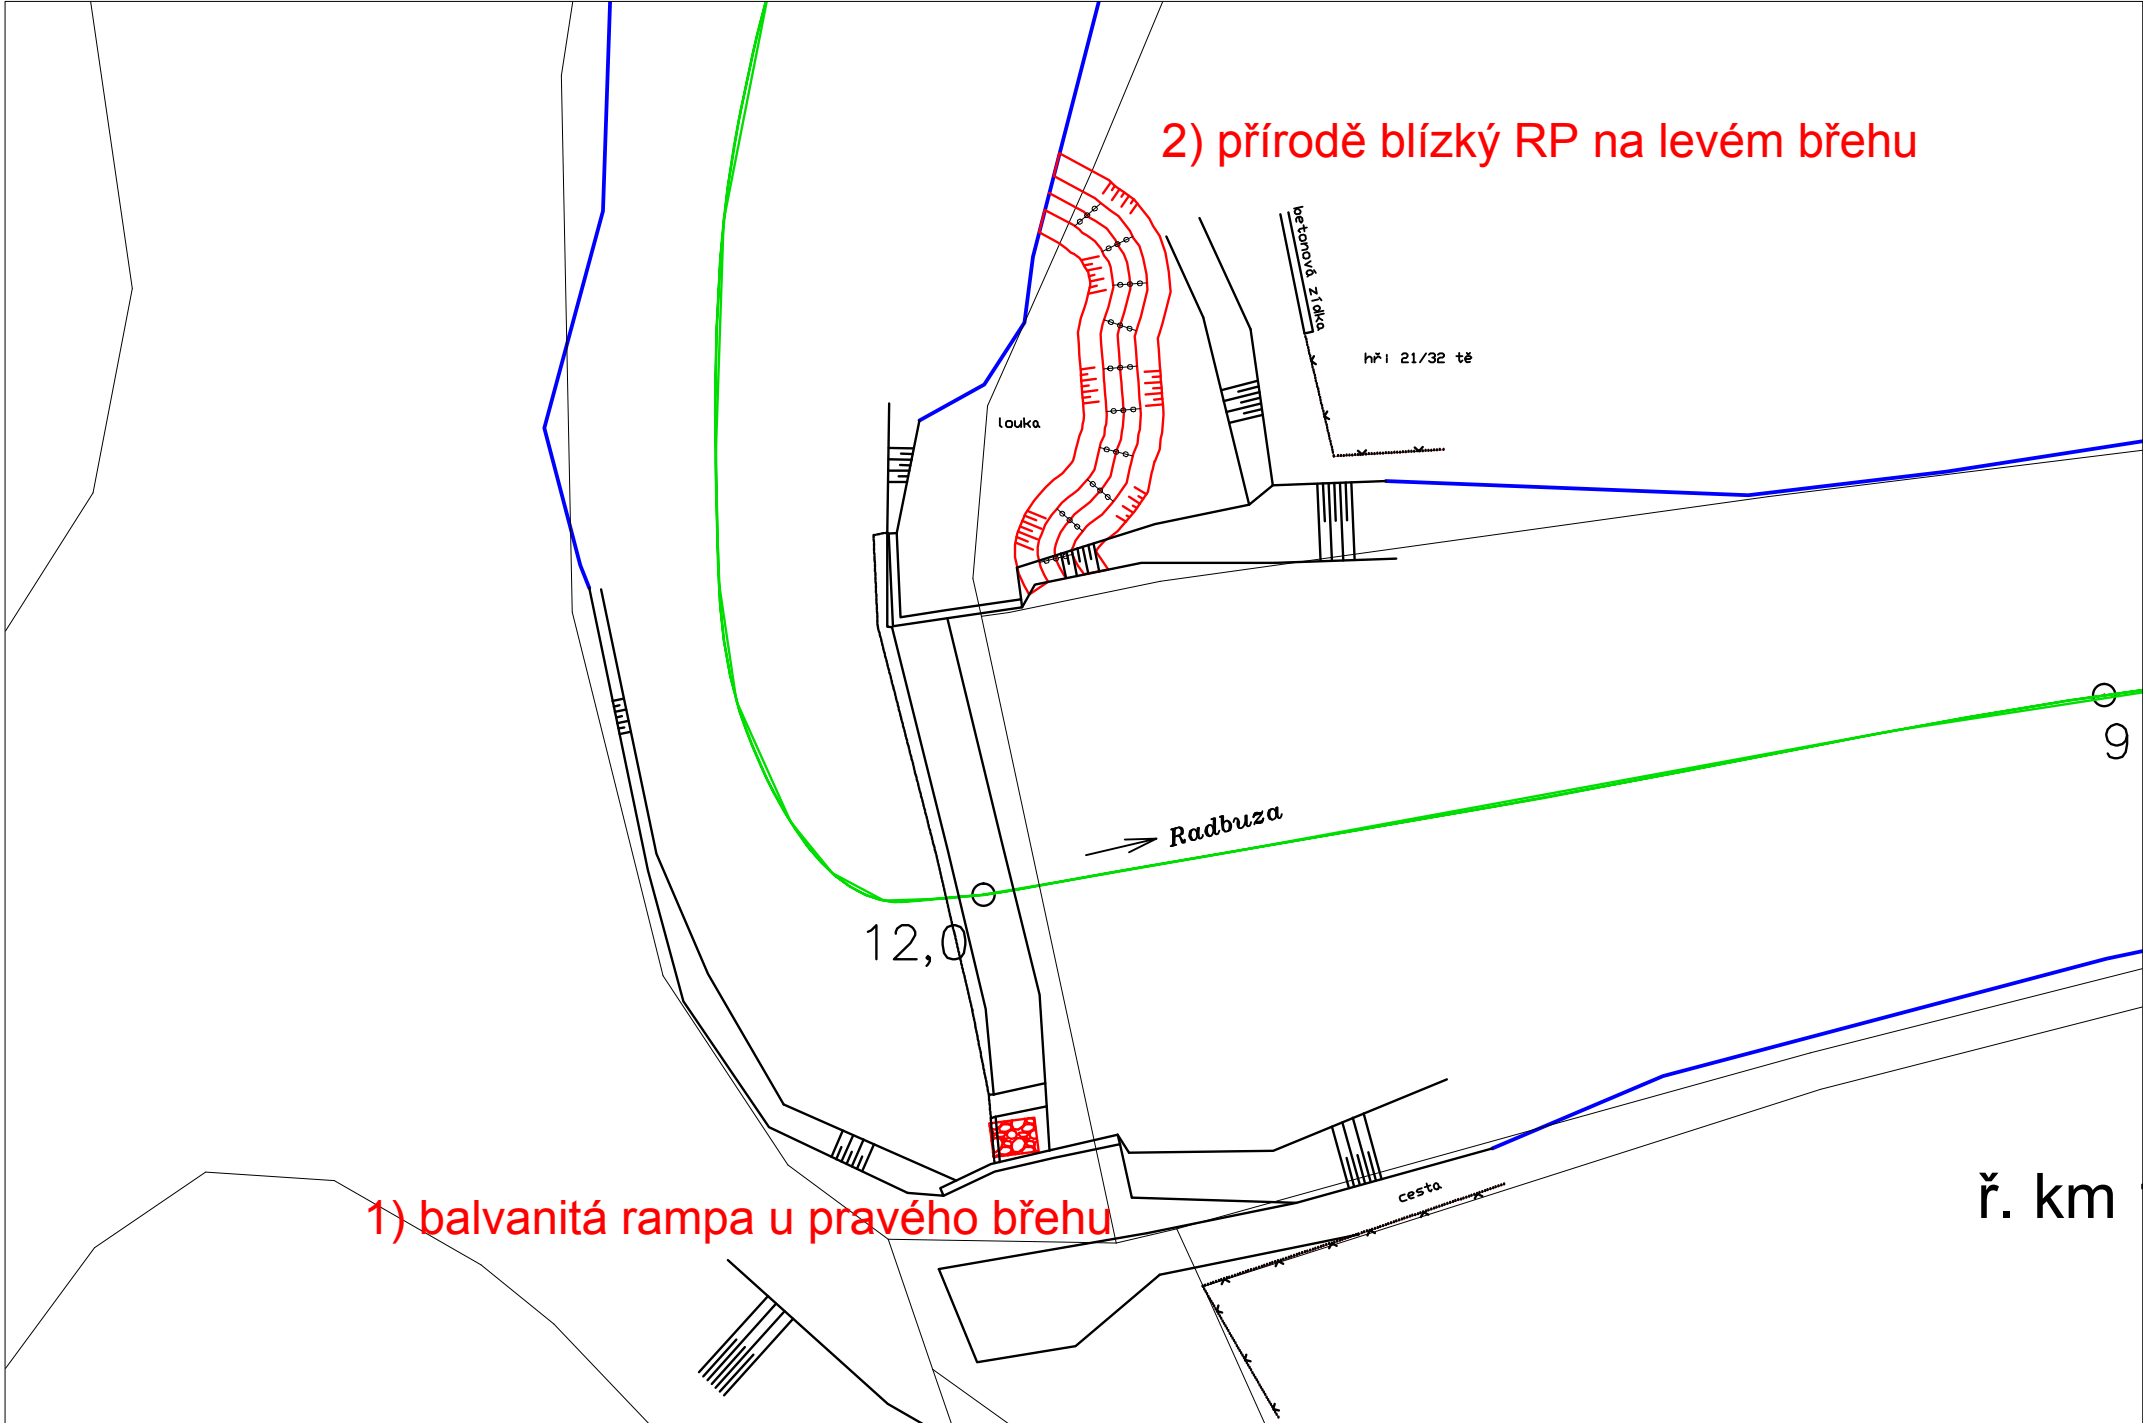 2) přírodě blízký RP na levém břehu
betonová zídka
hři 21/32 tě
louka
9
Radbuza
12,0
cesta
ř. km
1) balvanitá rampa u pravého břehu